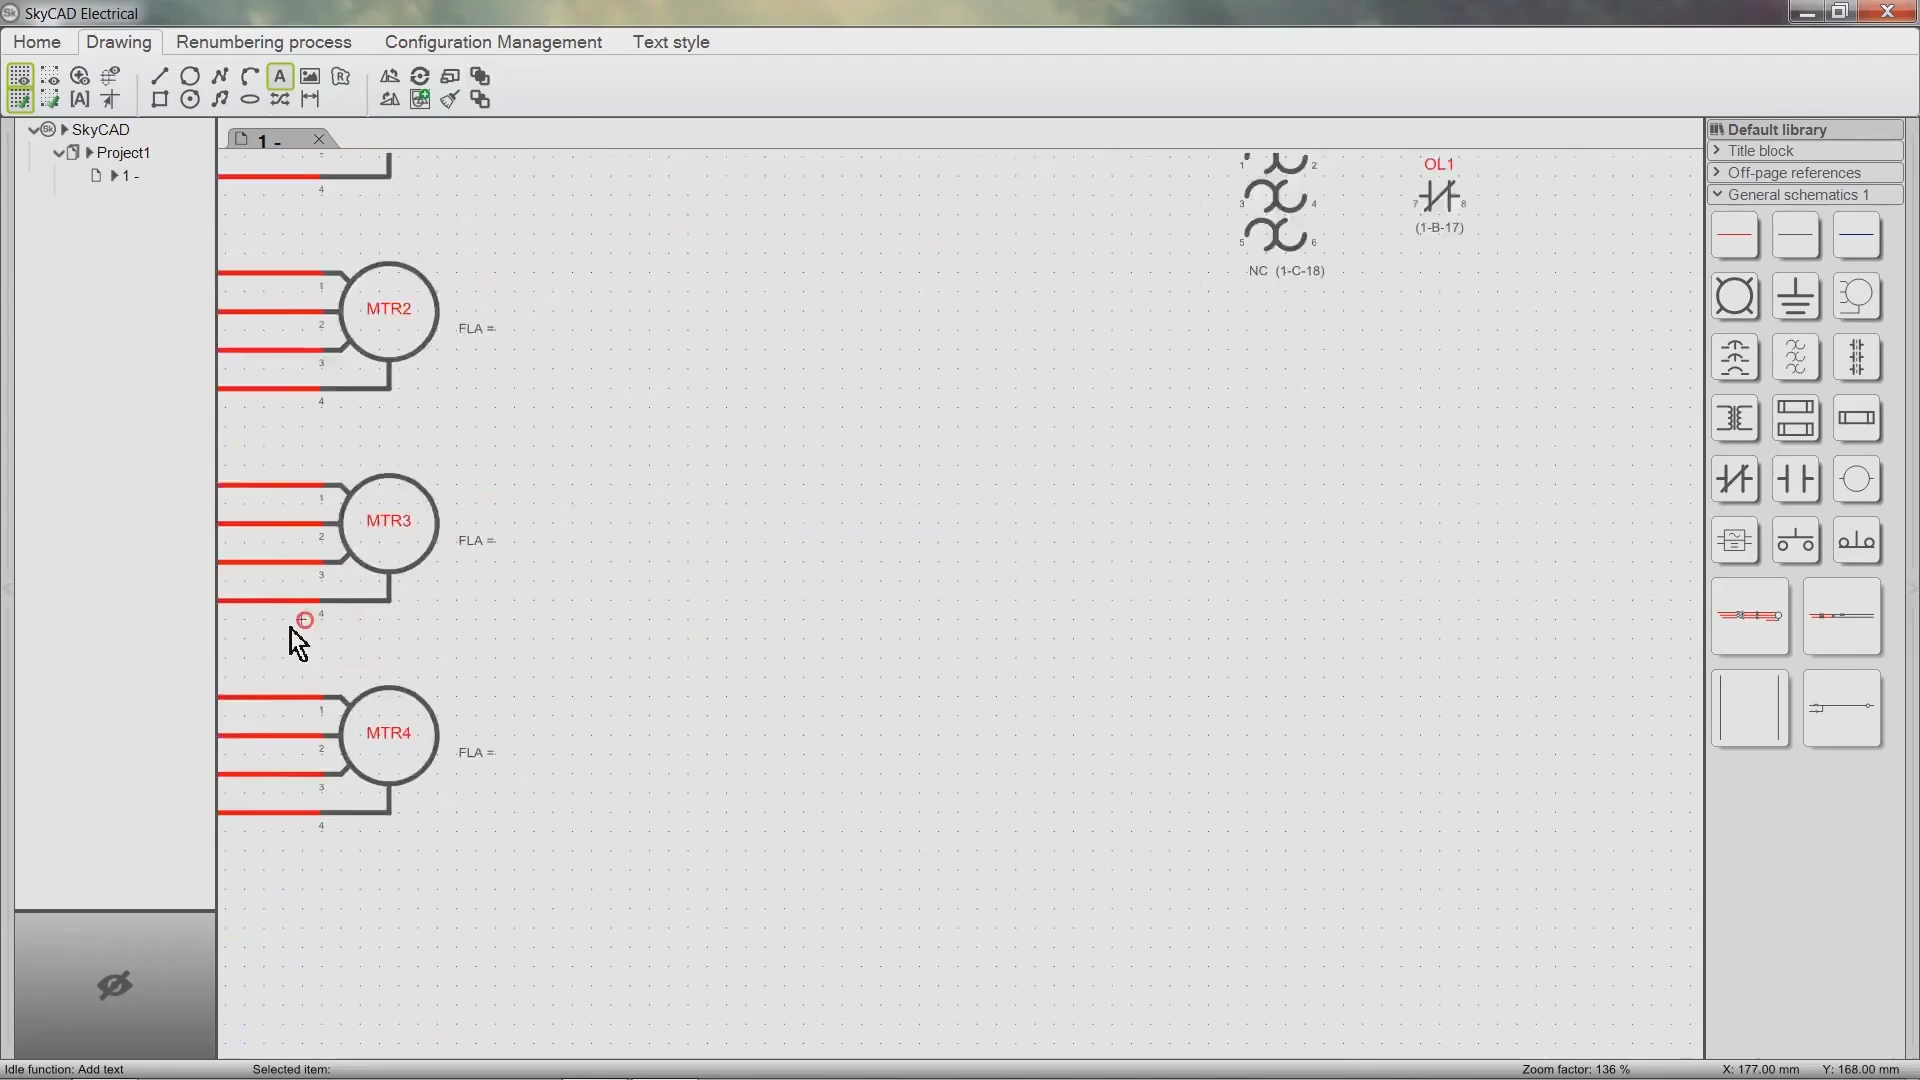 SkyCAD Electrical
Home
Drawing
Renumbering process
Configuration Management
Text style
SkyCAD
Project1
1 -
1 -
4
MTR2
1
2
3
4
FLA =
MTR3
1
2
3
4
FLA =
MTR4
1
2
3
4
FLA =
1 2
3 4
5 6
NC (1-C-18)
OL1
7 8
(1-B-17)
Default library
Title block
Off-page references
General schematics 1
Idle function: Add text
Selected item:
Zoom factor: 136 %
X: 177.00 mm
Y: 168.00 mm